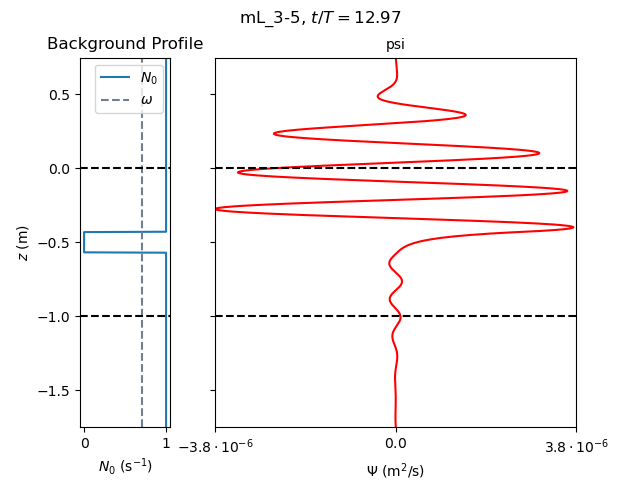 mL_3-5, t/T = 12.97
Background Profile
psi
N₀
ω
0.5
0.0
−0.5
−1.0
−1.5
z (m)
0
1
−3.8 · 10⁻⁶
0.0
3.8 · 10⁻⁶
N₀ (s⁻¹)
Ψ (m²/s)